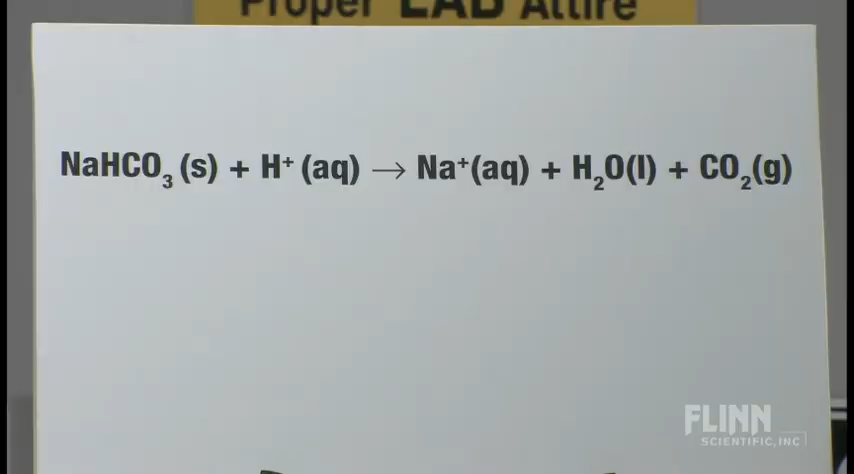 Proper LAB Attire
NaHCO₃ (s) + H⁺ (aq) → Na⁺(aq) + H₂O(l) + CO₂(g)
FLINN
SCIENTIFIC, INC